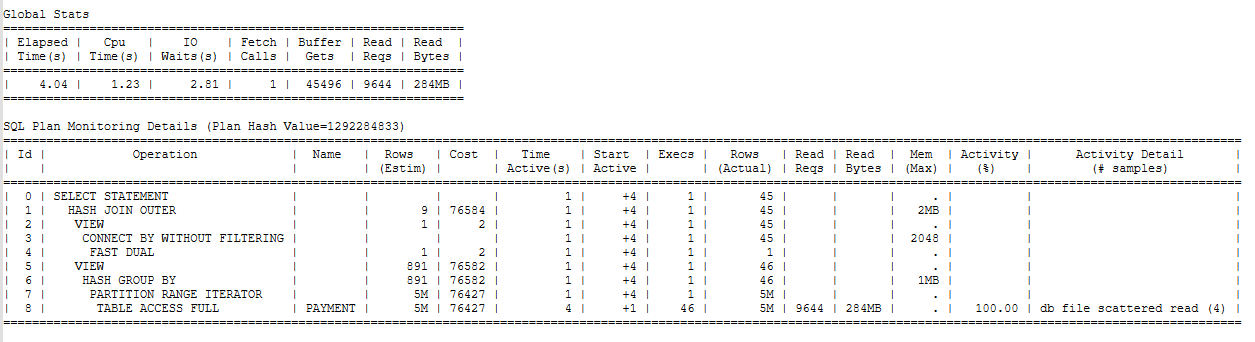 Global Stats
=================================================================
| Elapsed |   Cpu   |    IO    | Fetch | Buffer | Read | Read  |
| Time(s) | Time(s) | Waits(s) | Calls |  Gets  | Reqs | Bytes |
=================================================================
|    4.04 |    1.23 |     2.81 |     1 |  45496 | 9644 | 284MB |
=================================================================
SQL Plan Monitoring Details (Plan Hash Value=1292284833)
==========================================================================================================================================================================
| Id |           Operation            |  Name   |  Rows   | Cost  |   Time    | Start  | Execs |   Rows   | Read | Read  |  Mem  | Activity |      Activity Detail       |
|    |                                |         | (Estim) |       | Active(s) | Active |       | (Actual) | Reqs | Bytes | (Max) |   (%)    |        (# samples)         |
==========================================================================================================================================================================
|  0 | SELECT STATEMENT               |         |         |       |         1 |     +4 |     1 |       45 |      |       |     . |          |                            |
|  1 |   HASH JOIN OUTER              |         |       9 | 76584 |         1 |     +4 |     1 |       45 |      |       |   2MB |          |                            |
|  2 |    VIEW                        |         |       1 |     2 |         1 |     +4 |     1 |       45 |      |       |     . |          |                            |
|  3 |     CONNECT BY WITHOUT FILTERING |         |         |       |         1 |     +4 |     1 |       45 |      |       |  2048 |          |                            |
|  4 |      FAST DUAL                 |         |       1 |     2 |         1 |     +4 |     1 |        1 |      |       |     . |          |                            |
|  5 |    VIEW                        |         |     891 | 76582 |         1 |     +4 |     1 |       46 |      |       |     . |          |                            |
|  6 |     HASH GROUP BY              |         |     891 | 76582 |         1 |     +4 |     1 |       46 |      |       |   1MB |          |                            |
|  7 |      PARTITION RANGE ITERATOR  |         |      5M | 76427 |         1 |     +4 |     1 |       5M |      |       |     . |          |                            |
|  8 |       TABLE ACCESS FULL        | PAYMENT |      5M | 76427 |         4 |     +1 |    46 |       5M | 9644 | 284MB |     . |   100.00 | db file scattered read (4) |
==========================================================================================================================================================================